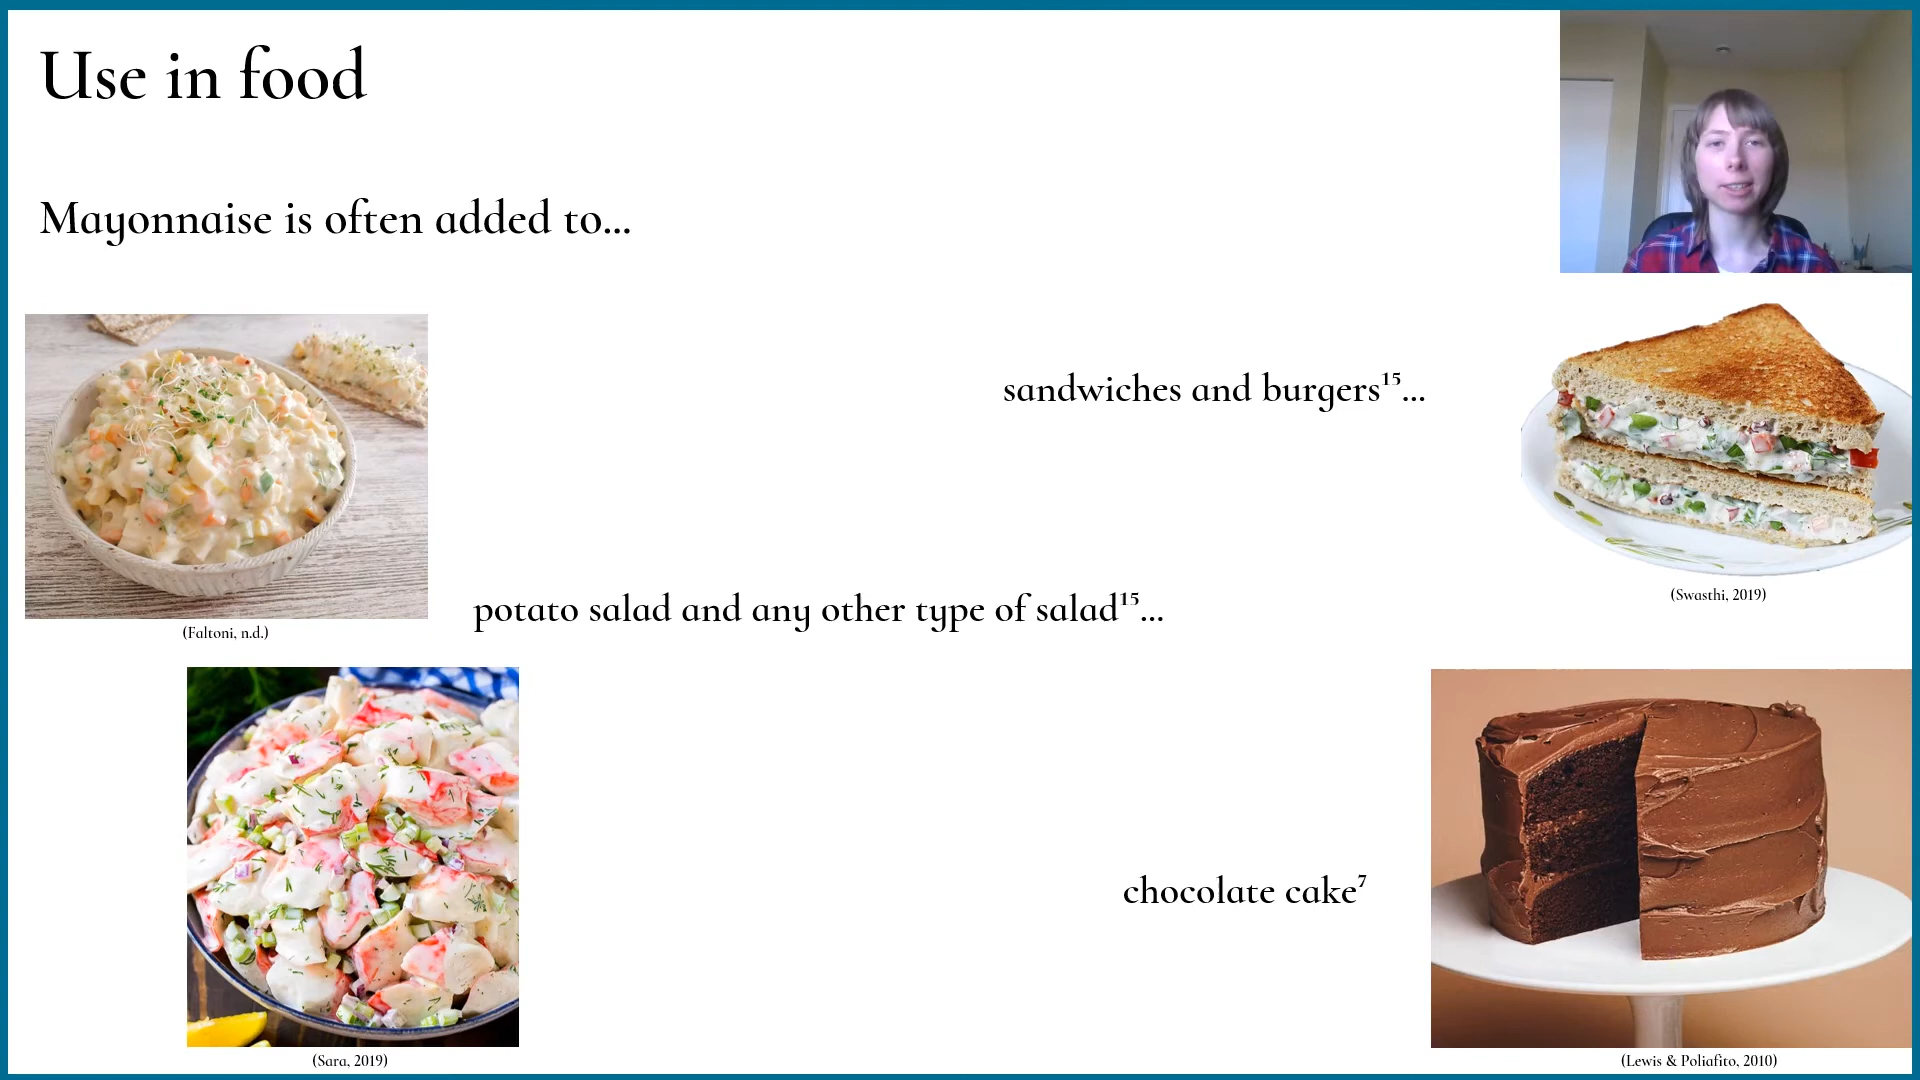 Use in food
Mayonnaise is often added to...
sandwiches and burgers¹⁵...
(Swasthi, 2019)
potato salad and any other type of salad¹⁵...
(Faltoni, n.d.)
chocolate cake⁷
(Sara, 2019)
(Lewis & Poliafito, 2010)